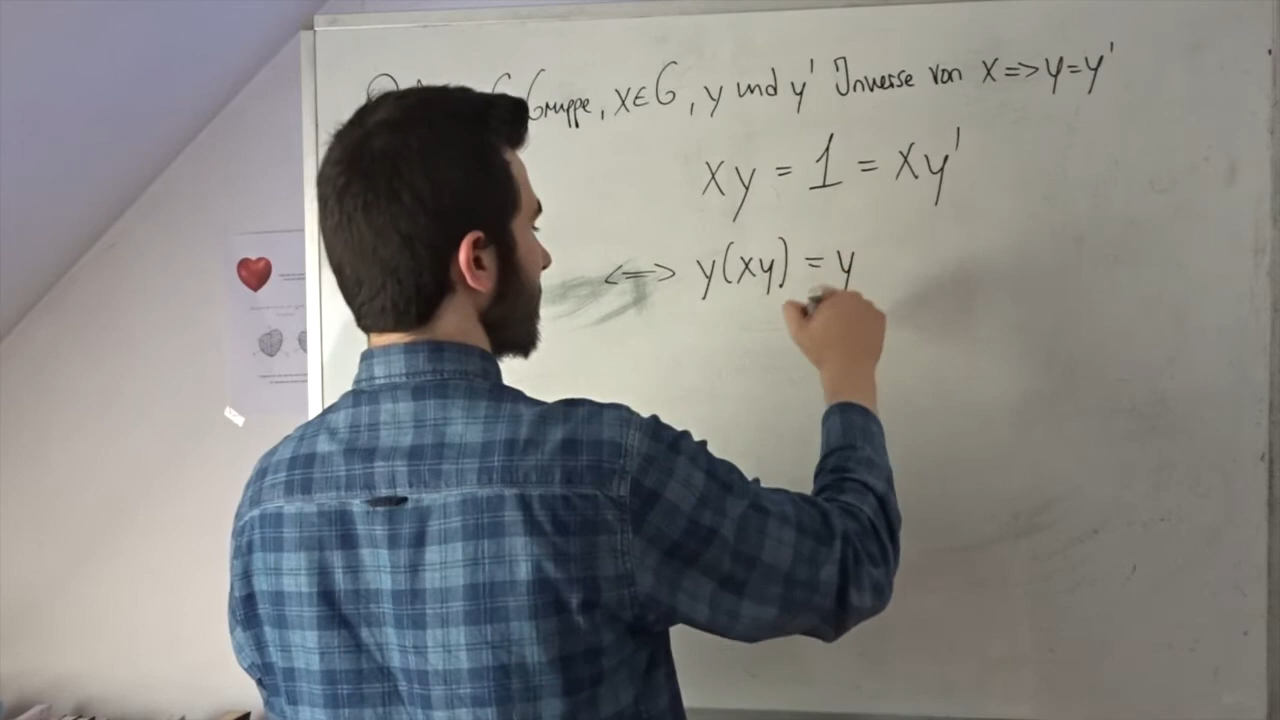 Gruppe, x∈G, y und y' Inverse von x=>y=y'
xy = 1 = xy'
<=> y(xy) = y